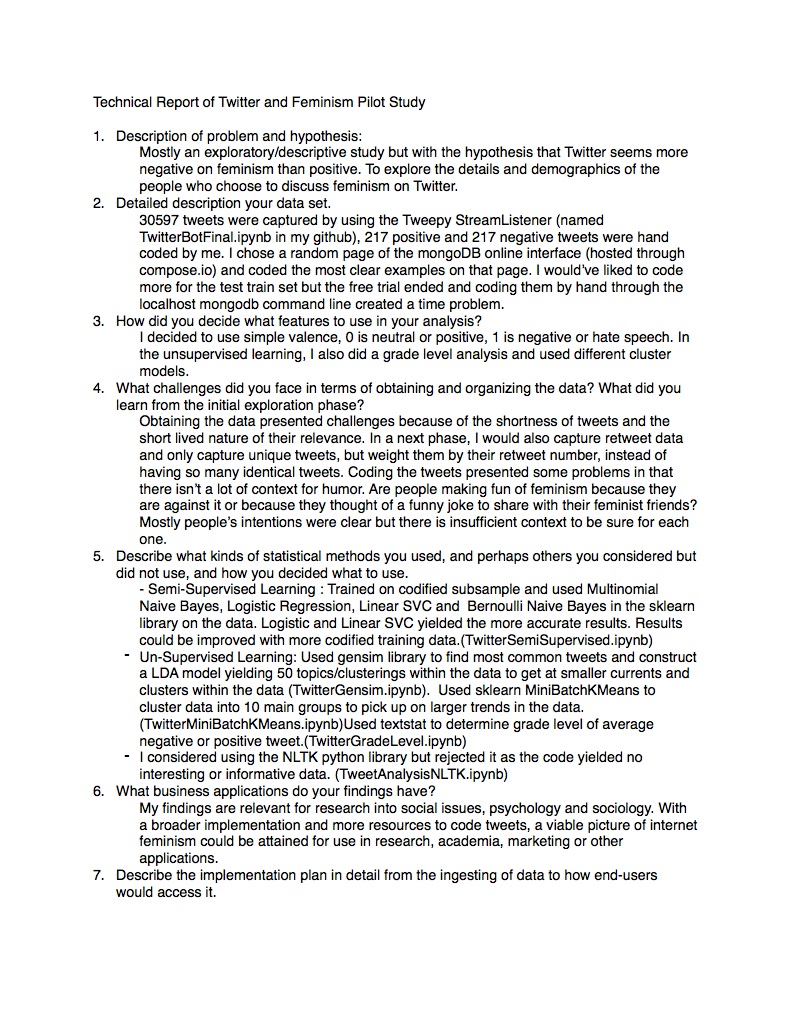 Technical Report of Twitter and Feminism Pilot Study
1. Description of problem and hypothesis:
Mostly an exploratory/descriptive study but with the hypothesis that Twitter seems more
negative on feminism than positive. To explore the details and demographics of the
people who choose to discuss feminism on Twitter.
2. Detailed description your data set.
30597 tweets were captured by using the Tweepy StreamListener (named
TwitterBotFinal.ipynb in my github), 217 positive and 217 negative tweets were hand
coded by me. I chose a random page of the mongoDB online interface (hosted through
compose.io) and coded the most clear examples on that page. I would've liked to code
more for the test train set but the free trial ended and coding them by hand through the
localhost mongodb command line created a time problem.
3. How did you decide what features to use in your analysis?
I decided to use simple valence, 0 is neutral or positive, 1 is negative or hate speech. In
the unsupervised learning, I also did a grade level analysis and used different cluster
models.
4. What challenges did you face in terms of obtaining and organizing the data? What did you
learn from the initial exploration phase?
Obtaining the data presented challenges because of the shortness of tweets and the
short lived nature of their relevance. In a next phase, I would also capture retweet data
and only capture unique tweets, but weight them by their retweet number, instead of
having so many identical tweets. Coding the tweets presented some problems in that
there isn't a lot of context for humor. Are people making fun of feminism because they
are against it or because they thought of a funny joke to share with their feminist friends?
Mostly people's intentions were clear but there is insufficient context to be sure for each
one.
5. Describe what kinds of statistical methods you used, and perhaps others you considered but
did not use, and how you decided what to use.
- Semi-Supervised Learning : Trained on codified subsample and used Multinomial
Naive Bayes, Logistic Regression, Linear SVC and  Bernoulli Naive Bayes in the sklearn
library on the data. Logistic and Linear SVC yielded the more accurate results. Results
could be improved with more codified training data.(TwitterSemiSupervised.ipynb)
- Un-Supervised Learning: Used gensim library to find most common tweets and construct
a LDA model yielding 50 topics/clusters within the data to get at smaller currents and
clusters within the data (TwitterGensim.ipynb).  Used sklearn MiniBatchKMeans to
cluster data into 10 main groups to pick up on larger trends in the data.
(TwitterMiniBatchKMeans.ipynb)Used textstat to determine grade level of average
negative or positive tweet.(TwitterGradeLevel.ipynb)
- I considered using the NLTK python library but rejected it as the code yielded no
interesting or informative data. (TweetAnalysisNLTK.ipynb)
6. What business applications do your findings have?
My findings are relevant for research into social issues, psychology and sociology. With
a broader implementation and more resources to code tweets, a viable picture of internet
feminism could be attained for use in research, academia, marketing or other
applications.
7. Describe the implementation plan in detail from the ingesting of data to how end-users
would access it.